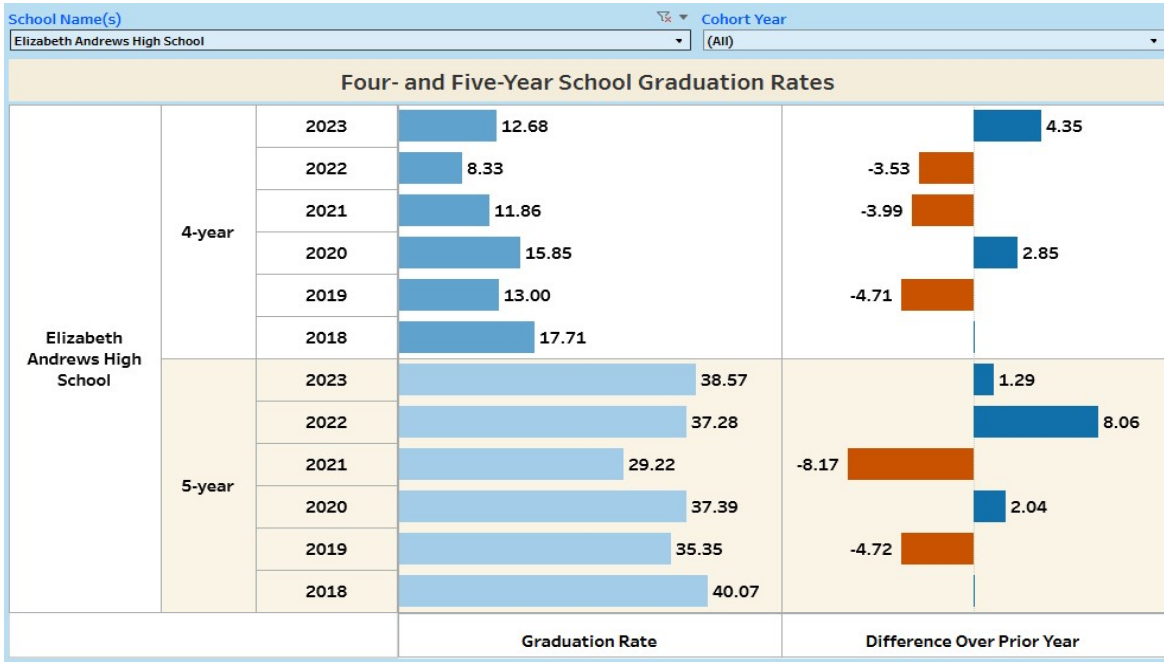 School Name(s)
Cohort Year
Elizabeth Andrews High School
(All)
Four- and Five-Year School Graduation Rates
Elizabeth
Andrews High
School
4-year
2023 12.68 4.35
2022 8.33 -3.53
2021 11.86 -3.99
2020 15.85 2.85
2019 13.00 -4.71
2018 17.71
5-year
2023 38.57 1.29
2022 37.28 8.06
2021 29.22 -8.17
2020 37.39 2.04
2019 35.35 -4.72
2018 40.07
Graduation Rate
Difference Over Prior Year